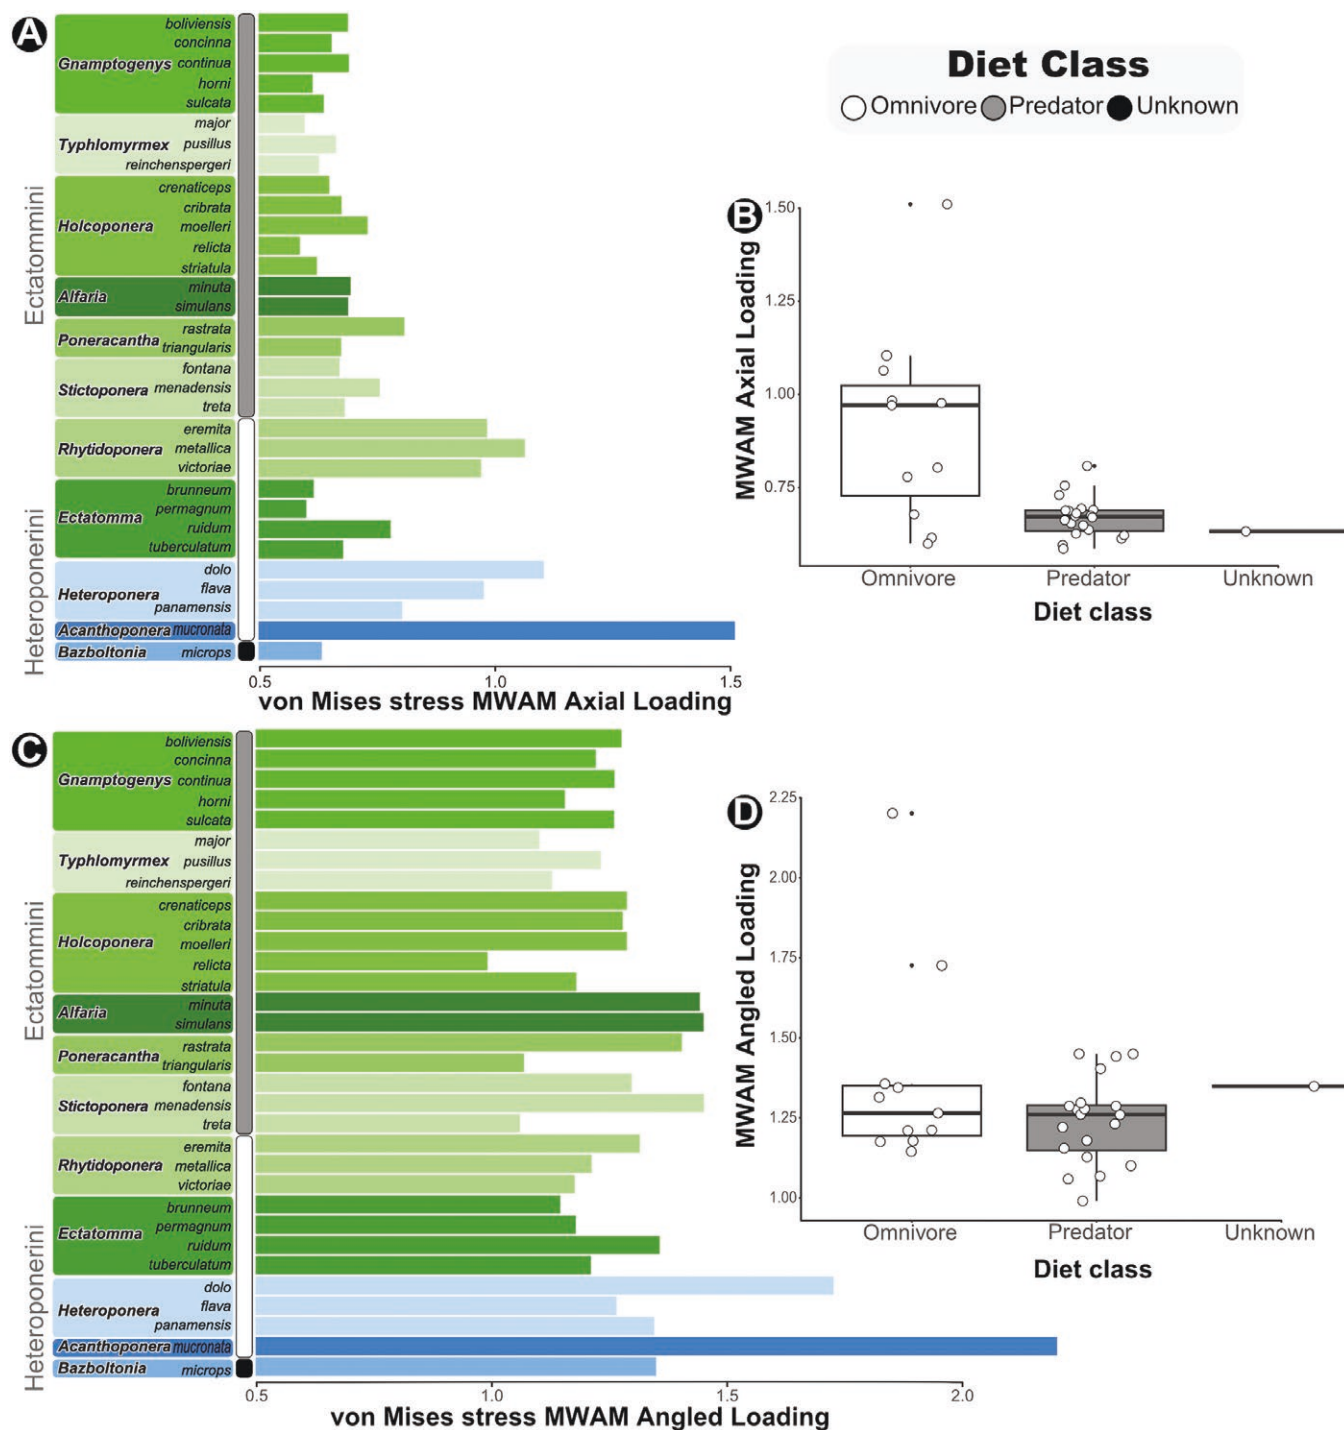 A
Ectatommini
Heteroponerini
Gnamptogenys
boliviensis
concinna
continua
horni
sulcata
Typhlomyrmex
major
pusillus
reinchenspergeri
Holcoponera
crenaticeps
cribrata
moelleri
relicta
striatula
Alfaria
minuta
simulans
Poneracantha
rastrata
triangularis
Stictoponera
fontana
menadensis
treta
Rhytidoponera
eremita
metallica
victoriae
Ectatomma
brunneum
permagnum
ruidum
tuberculatum
Heteroponera
dolo
flava
panamensis
Acanthoponera mucronata
Bazboltonia microps
0.5 1.0 1.5
von Mises stress MWAM Axial Loading
Diet Class
Omnivore Predator Unknown
B
MWAM Axial Loading
1.50
1.25
1.00
0.75
Omnivore Predator Unknown
Diet class
C
Ectatommini
Heteroponerini
Gnamptogenys
boliviensis
concinna
continua
horni
sulcata
Typhlomyrmex
major
pusillus
reinchenspergeri
Holcoponera
crenaticeps
cribrata
moelleri
relicta
striatula
Alfaria
minuta
simulans
Poneracantha
rastrata
triangularis
Stictoponera
fontana
menadensis
treta
Rhytidoponera
eremita
metallica
victoriae
Ectatomma
brunneum
permagnum
ruidum
tuberculatum
Heteroponera
dolo
flava
panamensis
Acanthoponera mucronata
Bazboltonia microps
0.5 1.0 1.5 2.0
von Mises stress MWAM Angled Loading
D
MWAM Angled Loading
2.25
2.00
1.75
1.50
1.25
1.00
Omnivore Predator Unknown
Diet class